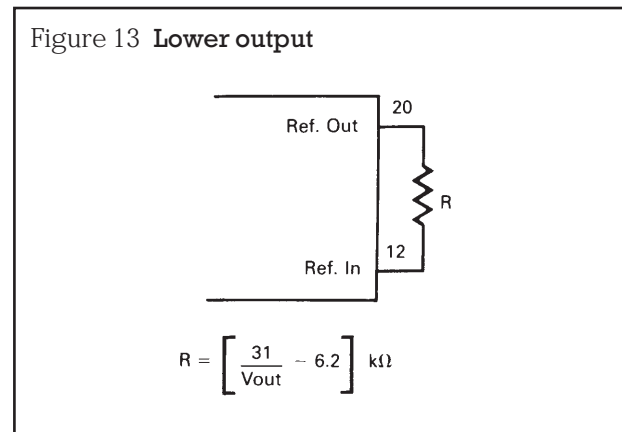 Figure 13 Lower output
20
Ref. Out
R
12
Ref. In
R = [ 31 / Vout - 6.2 ] kΩ